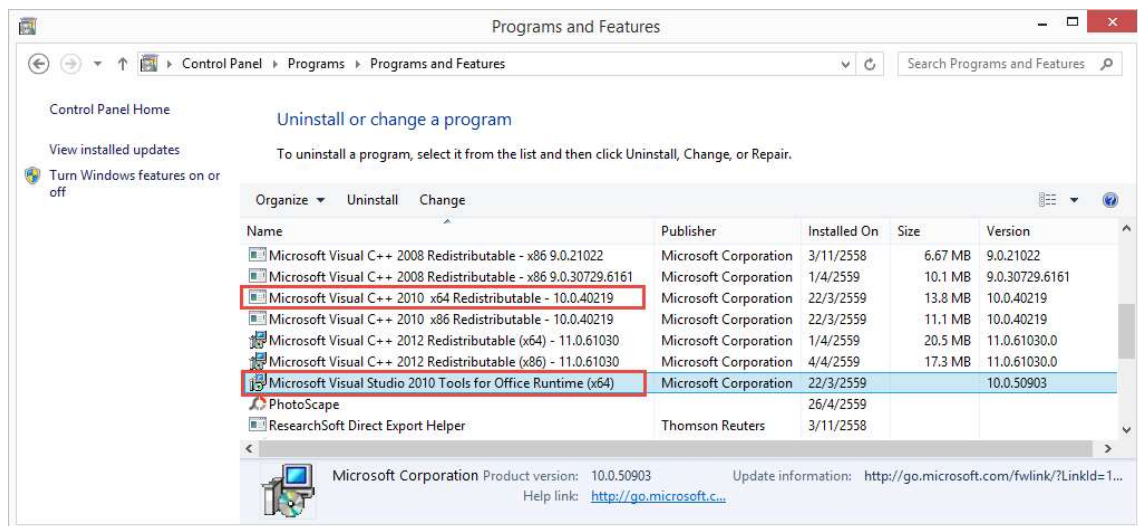 Programs and Features
Control Panel Programs Programs and Features
Search Programs and Features
Control Panel Home
View installed updates
Turn Windows features on or
off
Uninstall or change a program
To uninstall a program, select it from the list and then click Uninstall, Change, or Repair.
Organize Uninstall Change
Name Publisher Installed On Size Version
Microsoft Visual C++ 2008 Redistributable - x86 9.0.21022 Microsoft Corporation 3/11/2558 6.67 MB 9.0.21022
Microsoft Visual C++ 2008 Redistributable - x86 9.0.30729.6161 Microsoft Corporation 1/4/2559 10.1 MB 9.0.30729.6161
Microsoft Visual C++ 2010 x64 Redistributable - 10.0.40219 Microsoft Corporation 22/3/2559 13.8 MB 10.0.40219
Microsoft Visual C++ 2010 x86 Redistributable - 10.0.40219 Microsoft Corporation 22/3/2559 11.1 MB 10.0.40219
Microsoft Visual C++ 2012 Redistributable (x64) - 11.0.61030 Microsoft Corporation 1/4/2559 20.5 MB 11.0.61030.0
Microsoft Visual C++ 2012 Redistributable (x86) - 11.0.61030 Microsoft Corporation 4/4/2559 17.3 MB 11.0.61030.0
Microsoft Visual Studio 2010 Tools for Office Runtime (x64) Microsoft Corporation 22/3/2559 10.0.50903
PhotoScape 26/4/2559
ResearchSoft Direct Export Helper Thomson Reuters 3/11/2558
Microsoft Corporation Product version: 10.0.50903 Update information: http://go.microsoft.com/fwlink/?LinkId=1...
Help link: http://go.microsoft.c...